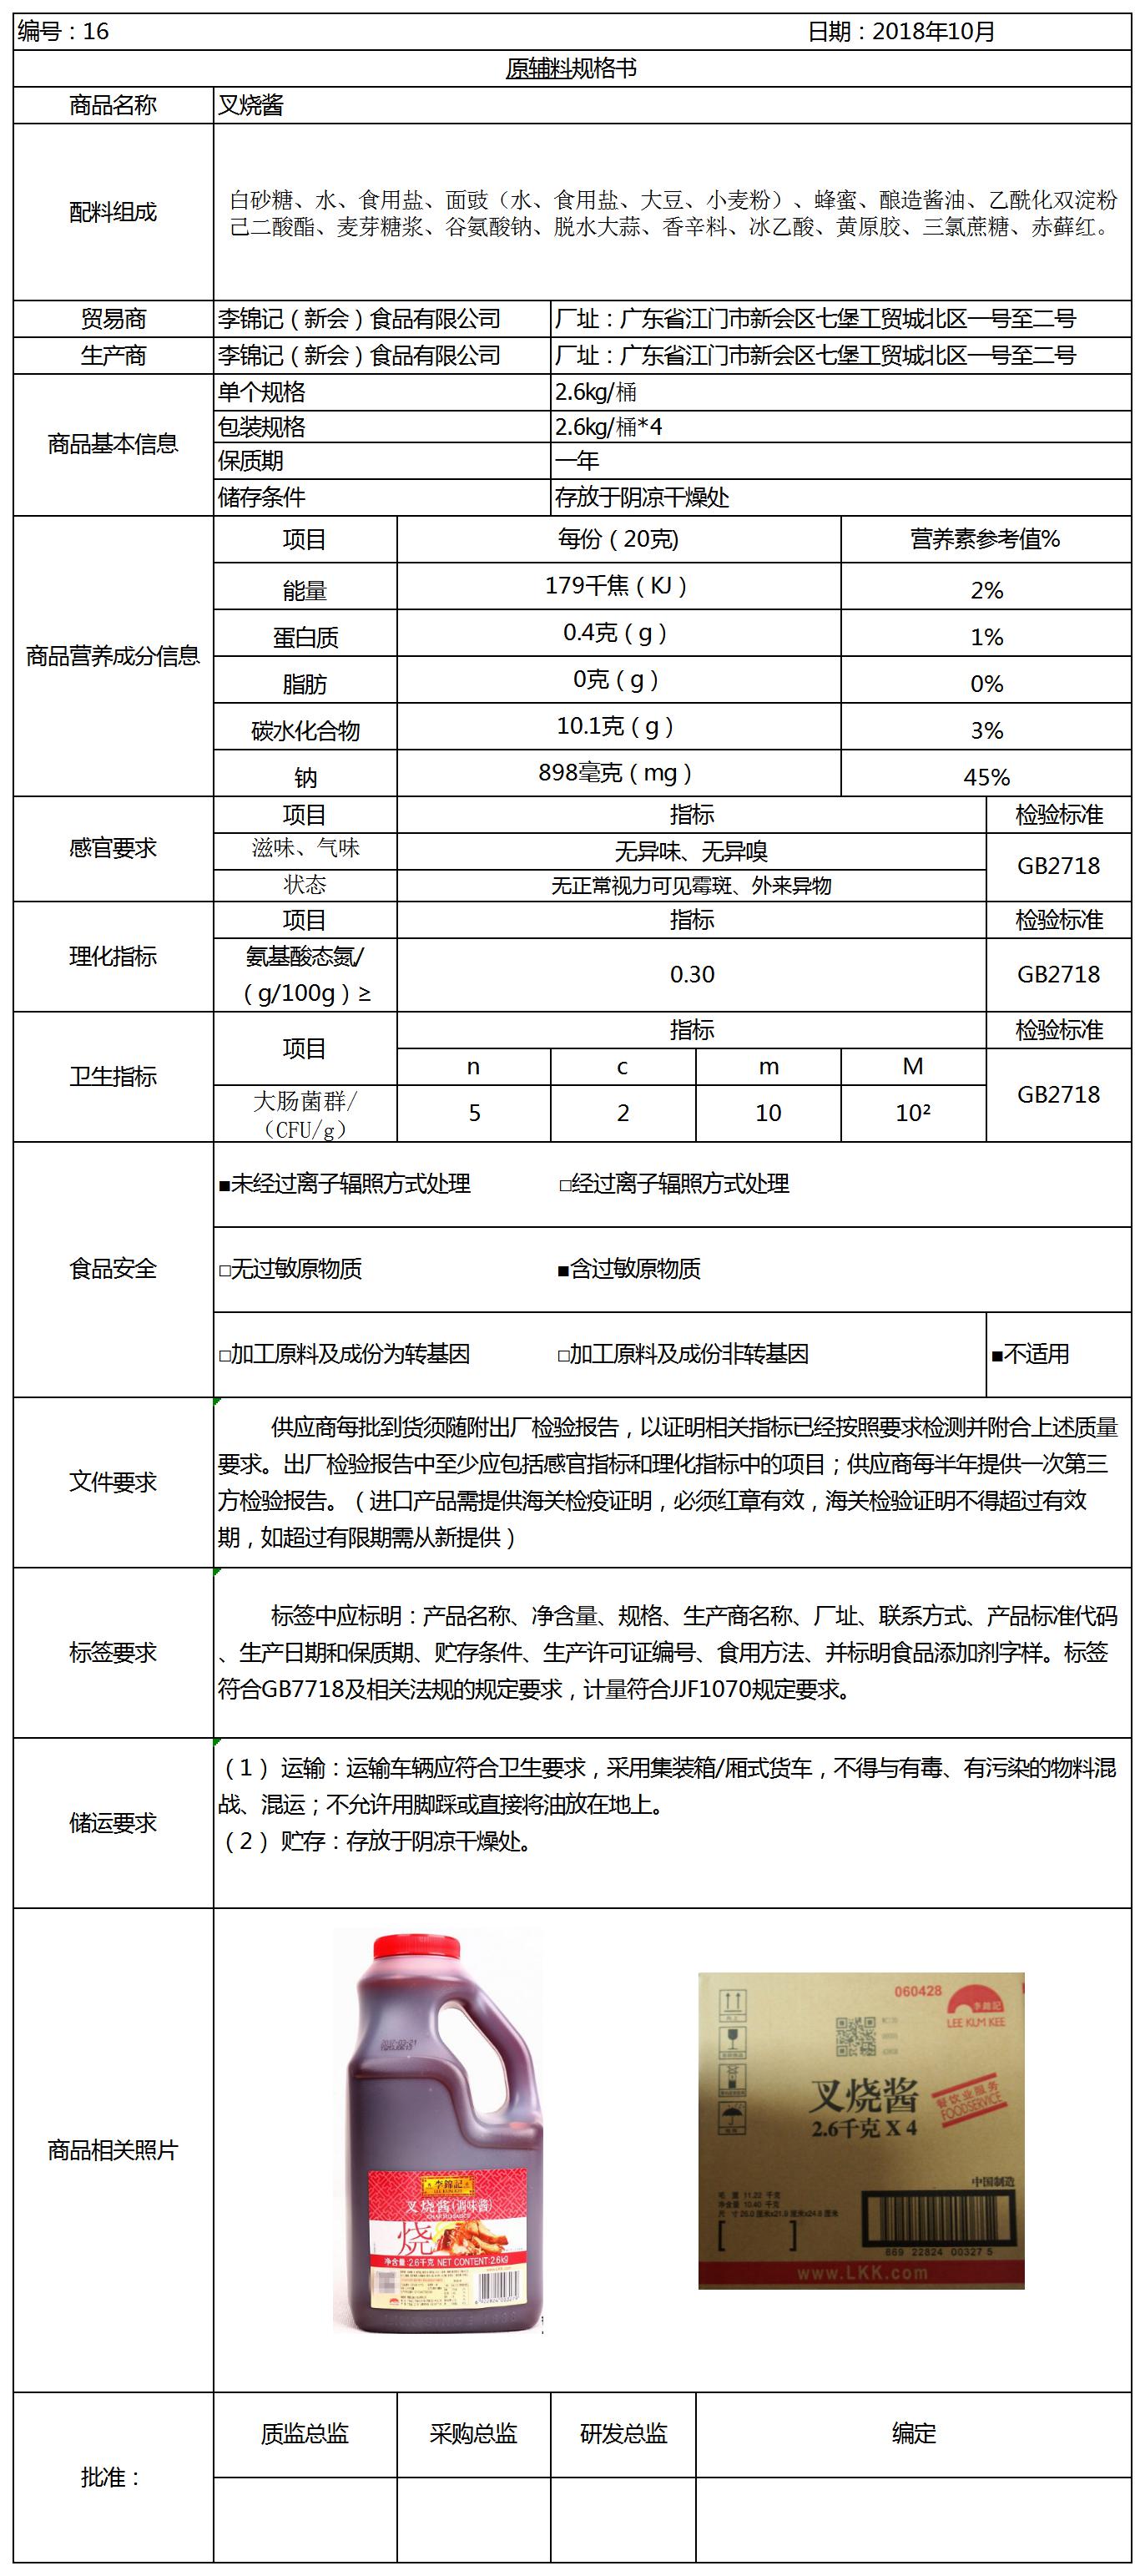 编号：16 日期：2018年10月
原辅料规格书
商品名称 叉烧酱
配料组成
白砂糖、水、食用盐、面豉（水、食用盐、大豆、小麦粉）、蜂蜜、酿造酱油、乙酰化双淀粉
己二酸酯、麦芽糖浆、谷氨酸钠、脱水大蒜、香辛料、冰乙酸、黄原胶、三氯蔗糖、赤藓红。
贸易商 李锦记（新会）食品有限公司 厂址：广东省江门市新会区七堡工贸城北区一号至二号
生产商 李锦记（新会）食品有限公司 厂址：广东省江门市新会区七堡工贸城北区一号至二号
商品基本信息
单个规格 2.6kg/桶
包装规格 2.6kg/桶*4
保质期 一年
储存条件 存放于阴凉干燥处
商品营养成分信息
项目 每份（20克) 营养素参考值%
能量 179千焦（KJ） 2%
蛋白质 0.4克（g） 1%
脂肪 0克（g） 0%
碳水化合物 10.1克（g） 3%
钠 898毫克（mg） 45%
感官要求
项目 指标 检验标准
滋味、气味 无异味、无异嗅 GB2718
状态 无正常视力可见霉斑、外来异物
理化指标
项目 指标 检验标准
氨基酸态氮/
（g/100g）≥ 0.30 GB2718
卫生指标
项目 指标 检验标准
n c m M GB2718
大肠菌群/
（CFU/g） 5 2 10 10²
食品安全
■未经过离子辐照方式处理 □经过离子辐照方式处理
□无过敏原物质 ■含过敏原物质
□加工原料及成份为转基因 □加工原料及成份非转基因 ■不适用
文件要求
供应商每批到货须随附出厂检验报告，以证明相关指标已经按照要求检测并附合上述质量
要求。出厂检验报告中至少应包括感官指标和理化指标中的项目；供应商每半年提供一次第三
方检验报告。（进口产品需提供海关检疫证明，必须红章有效，海关检验证明不得超过有效
期，如超过有限期需从新提供）
标签要求
标签中应标明：产品名称、净含量、规格、生产商名称、厂址、联系方式、产品标准代码
、生产日期和保质期、贮存条件、生产许可证编号、食用方法、并标明食品添加剂字样。标签
符合GB7718及相关法规的规定要求，计量符合JJF1070规定要求。
储运要求
（1） 运输：运输车辆应符合卫生要求，采用集装箱/厢式货车，不得与有毒、有污染的物料混
战、混运；不允许用脚踩或直接将油放在地上。
（2） 贮存：存放于阴凉干燥处。
商品相关照片
李錦記
叉烧酱(调味酱)
烧
净含量:2.6千克 NET CONTENT:2.6kg
060428
李錦記
LEE KUM KEE
叉烧酱
2.6千克 X 4
餐饮业服务
FOODSERVICE
中国制造
毛 重 11.22 千克
净含量 10.40 千克
869 22824 00327 5
www.LKK.com
批准：
质监总监 采购总监 研发总监 编定